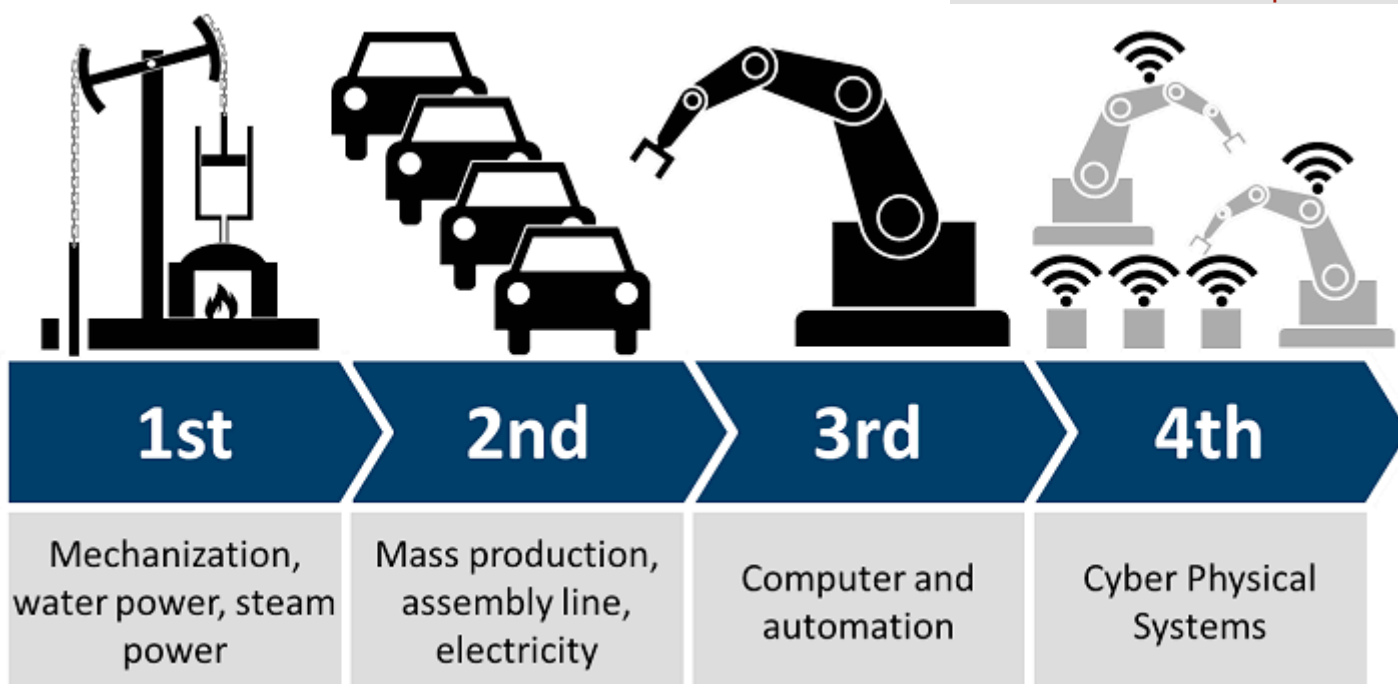 1st
2nd
3rd
4th
Mechanization,
water power, steam
power
Mass production,
assembly line,
electricity
Computer and
automation
Cyber Physical
Systems